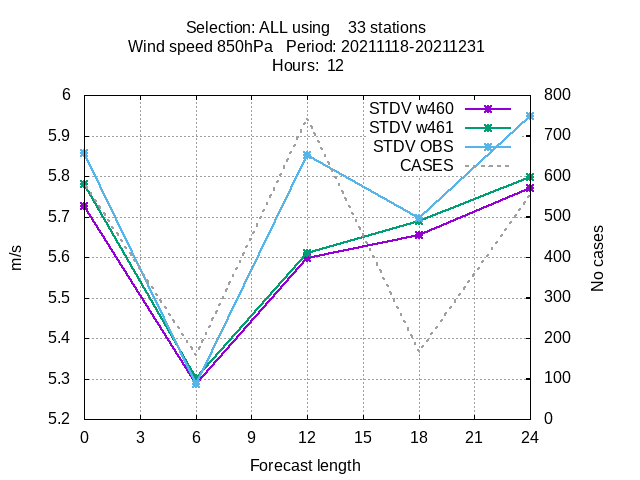 Selection: ALL using    33 stations
Wind speed 850hPa   Period: 20211118-20211231
Hours:  12
STDV w460
STDV w461
STDV OBS
CASES
6
5.9
5.8
5.7
5.6
5.5
5.4
5.3
5.2
800
700
600
500
400
300
200
100
0
m/s
No cases
0 3 6 9 12 15 18 21 24
Forecast length